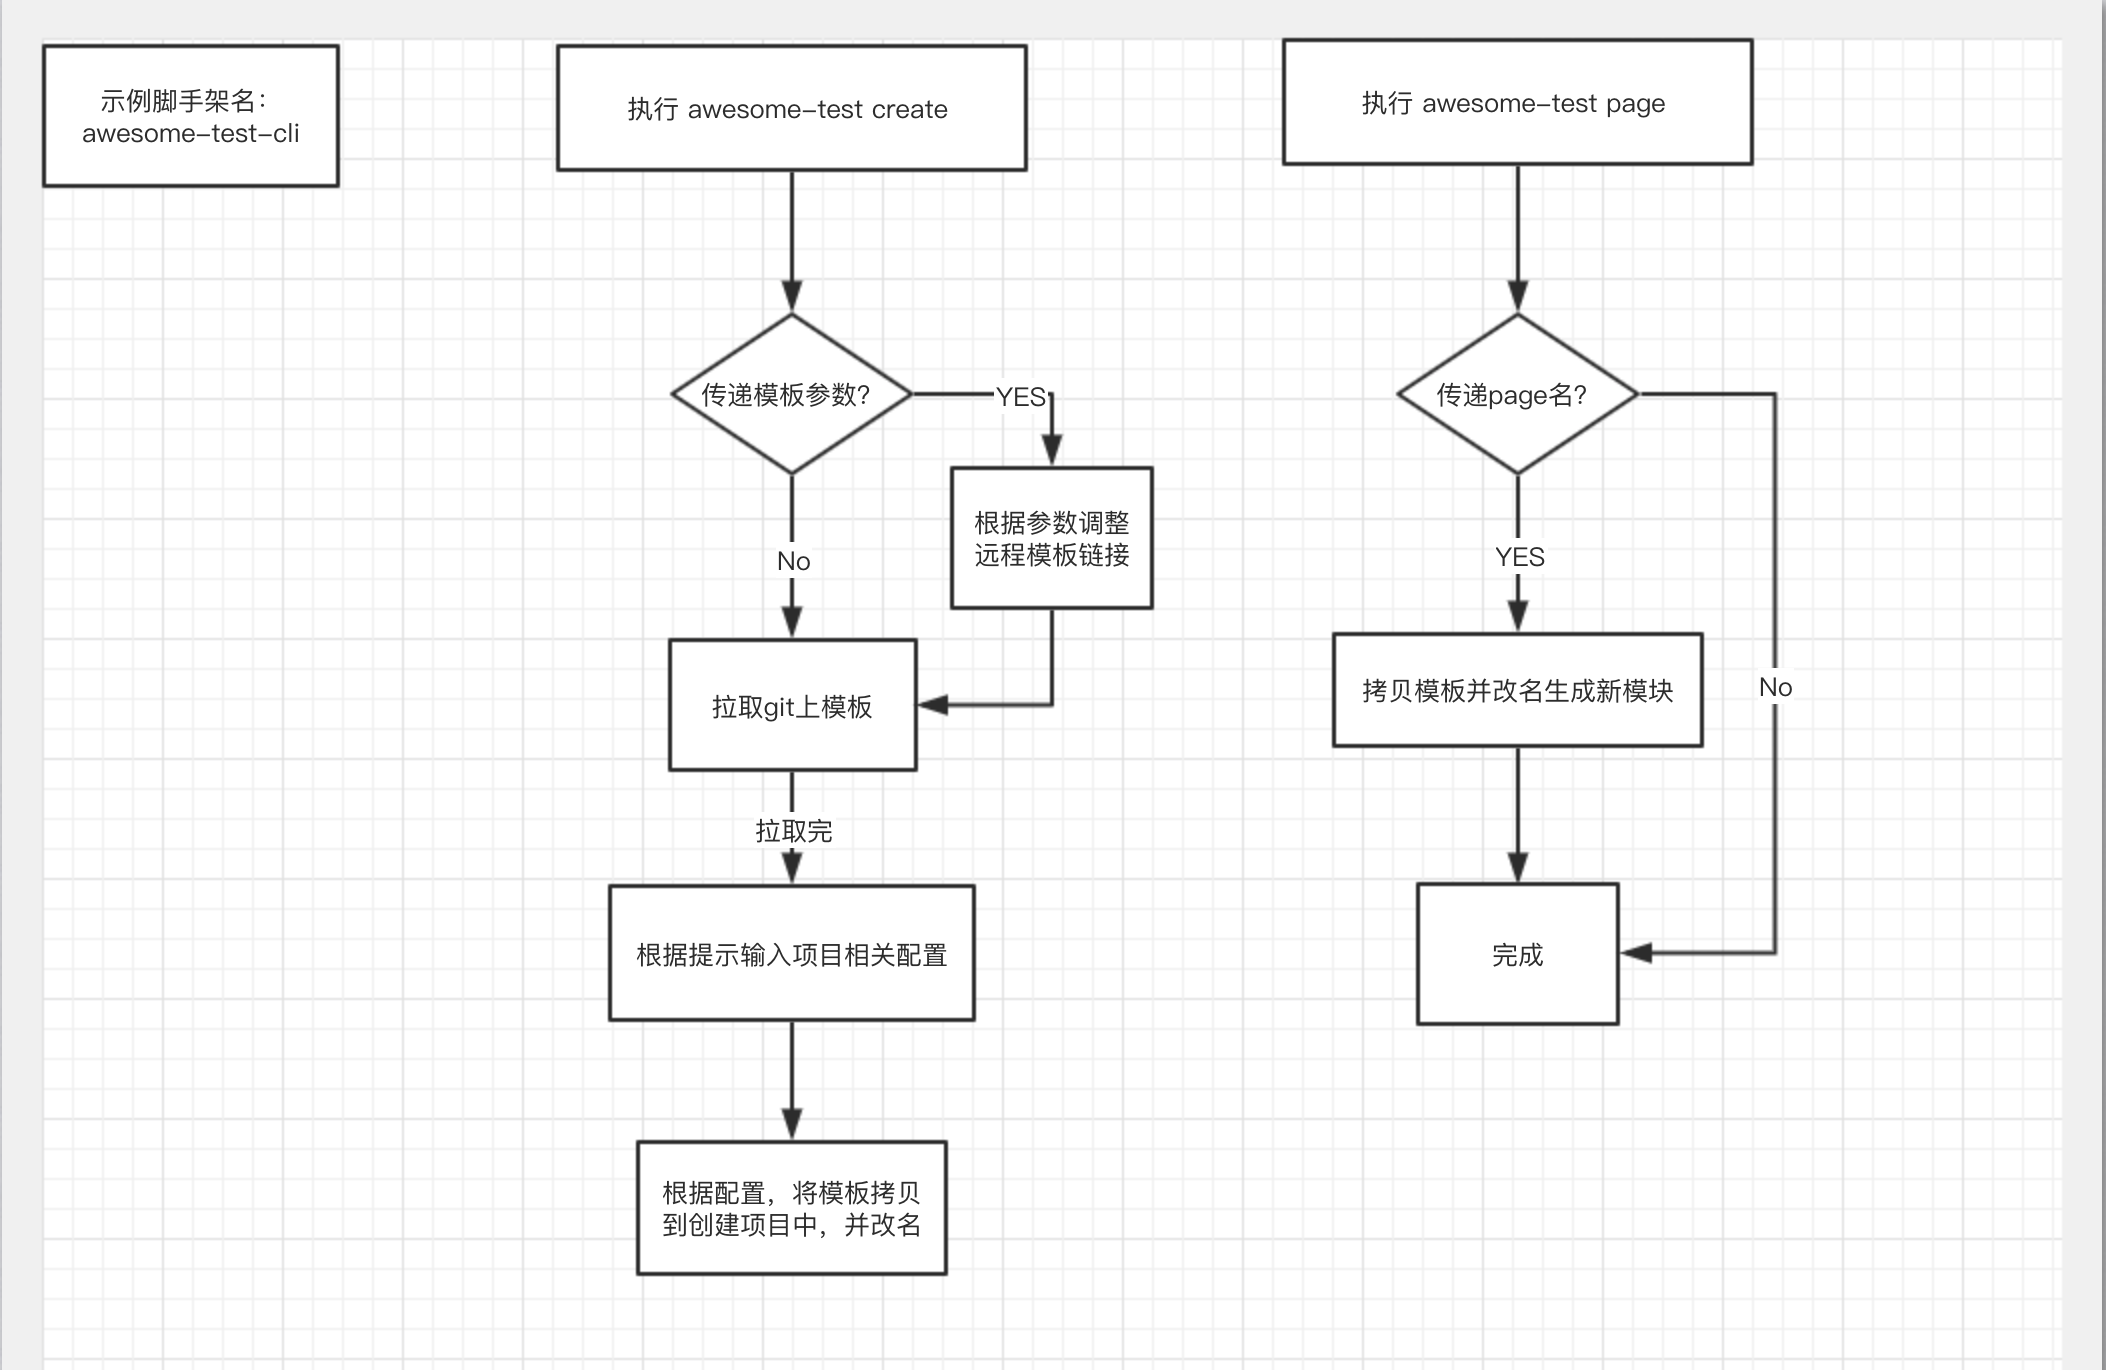 示例脚手架名：
awesome-test-cli
执行 awesome-test create
传递模板参数?
YES
根据参数调整
远程模板链接
No
拉取git上模板
拉取完
根据提示输入项目相关配置
根据配置，将模板拷贝
到创建项目中，并改名
执行 awesome-test page
传递page名?
YES
拷贝模板并改名生成新模块
No
完成